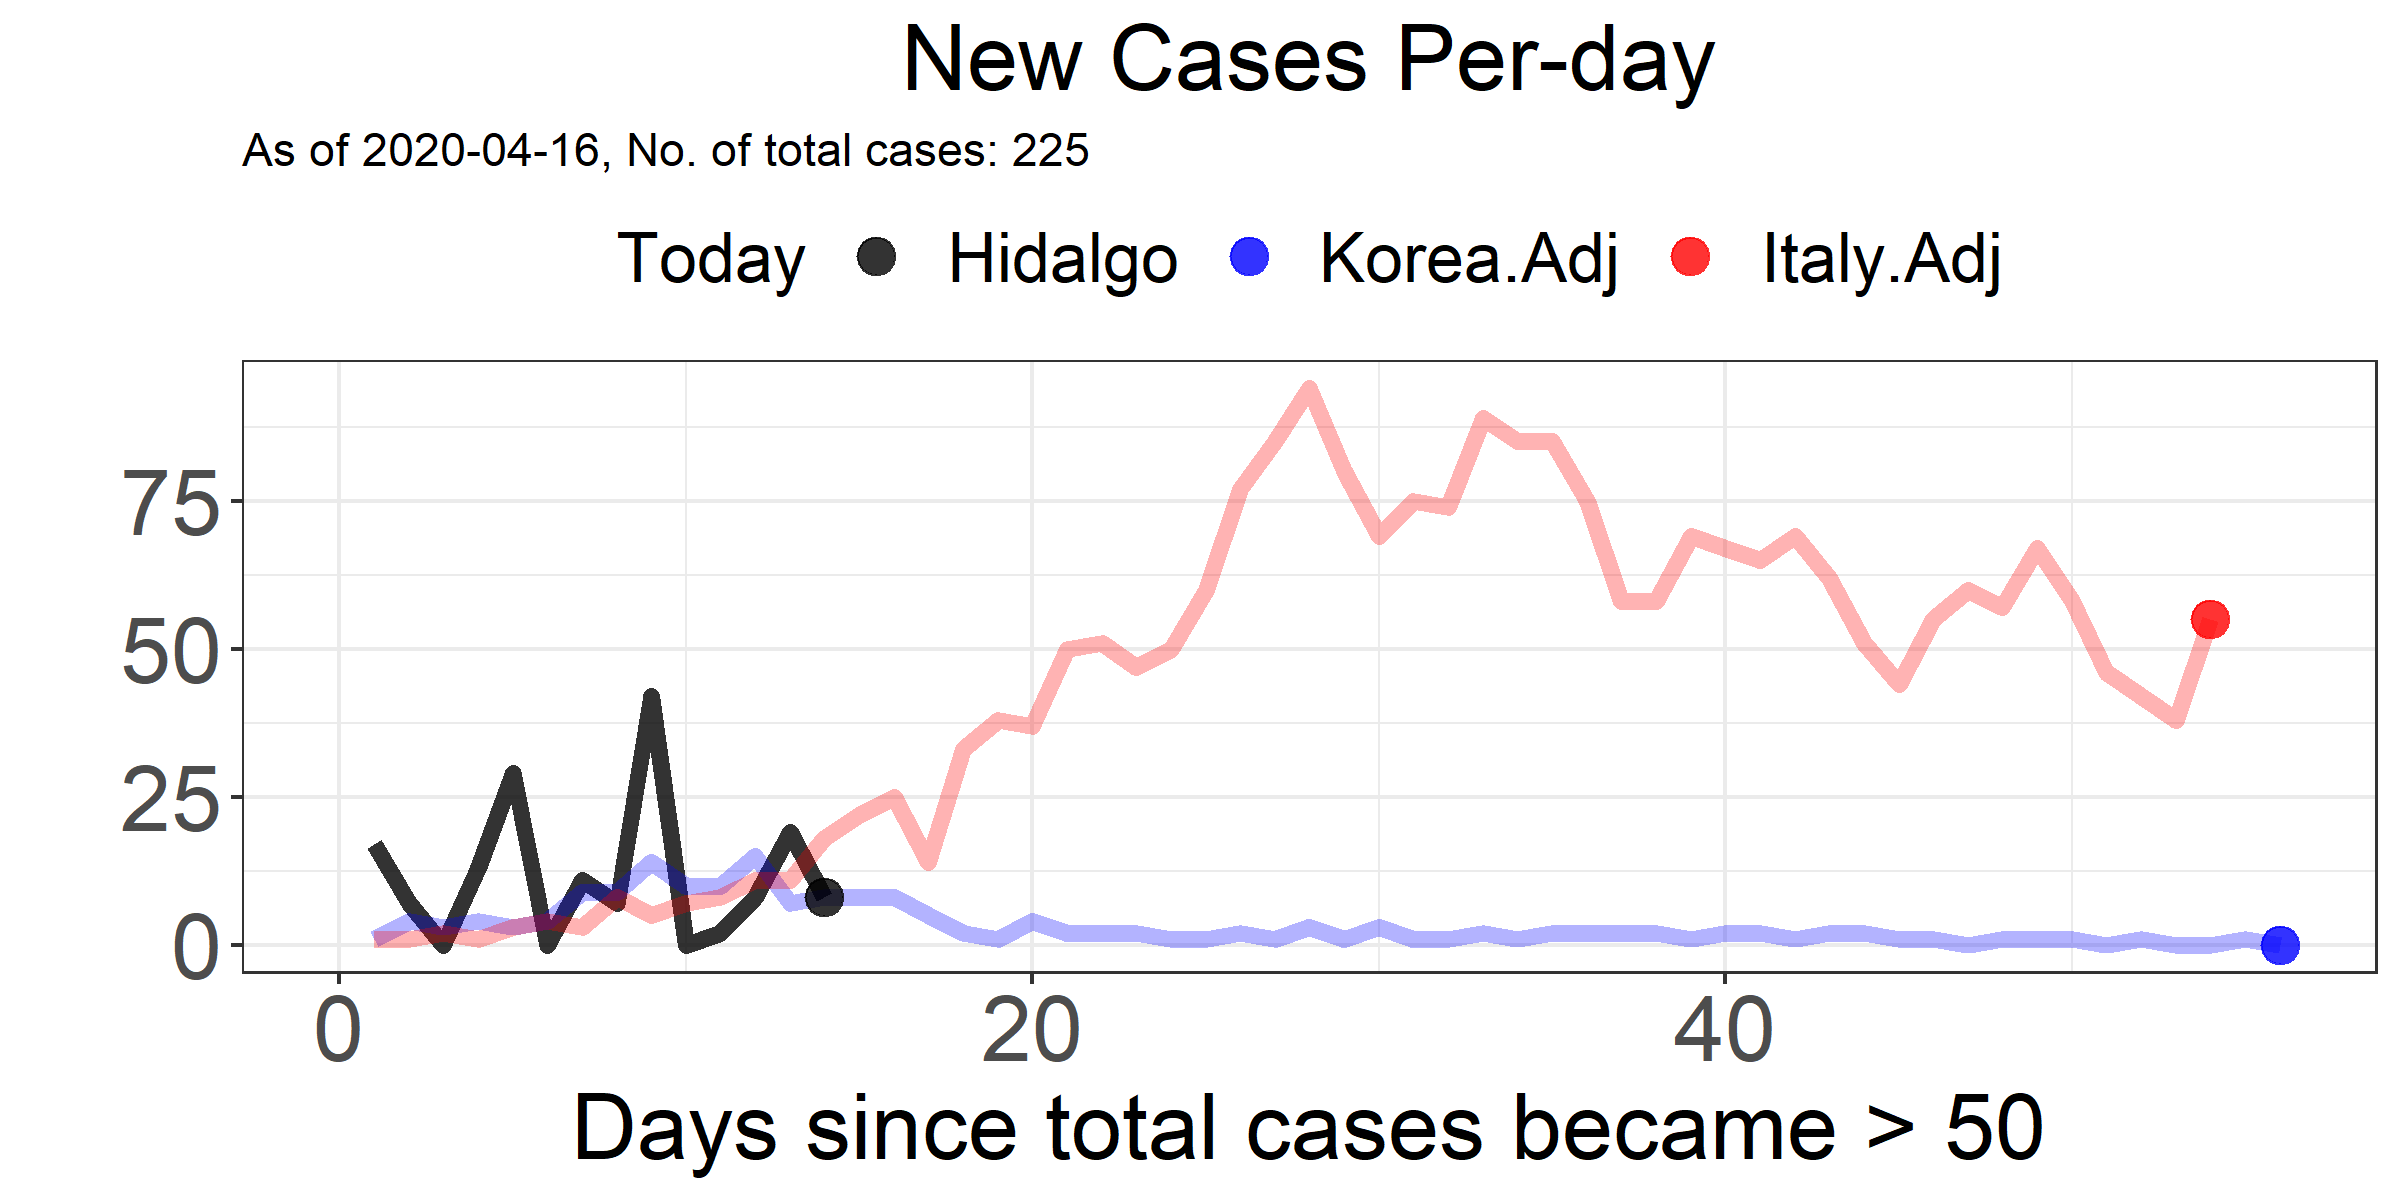 New Cases Per-day
As of 2020-04-16, No. of total cases: 225
Today Hidalgo Korea.Adj Italy.Adj
75
50
25
0
0 20 40
Days since total cases became > 50